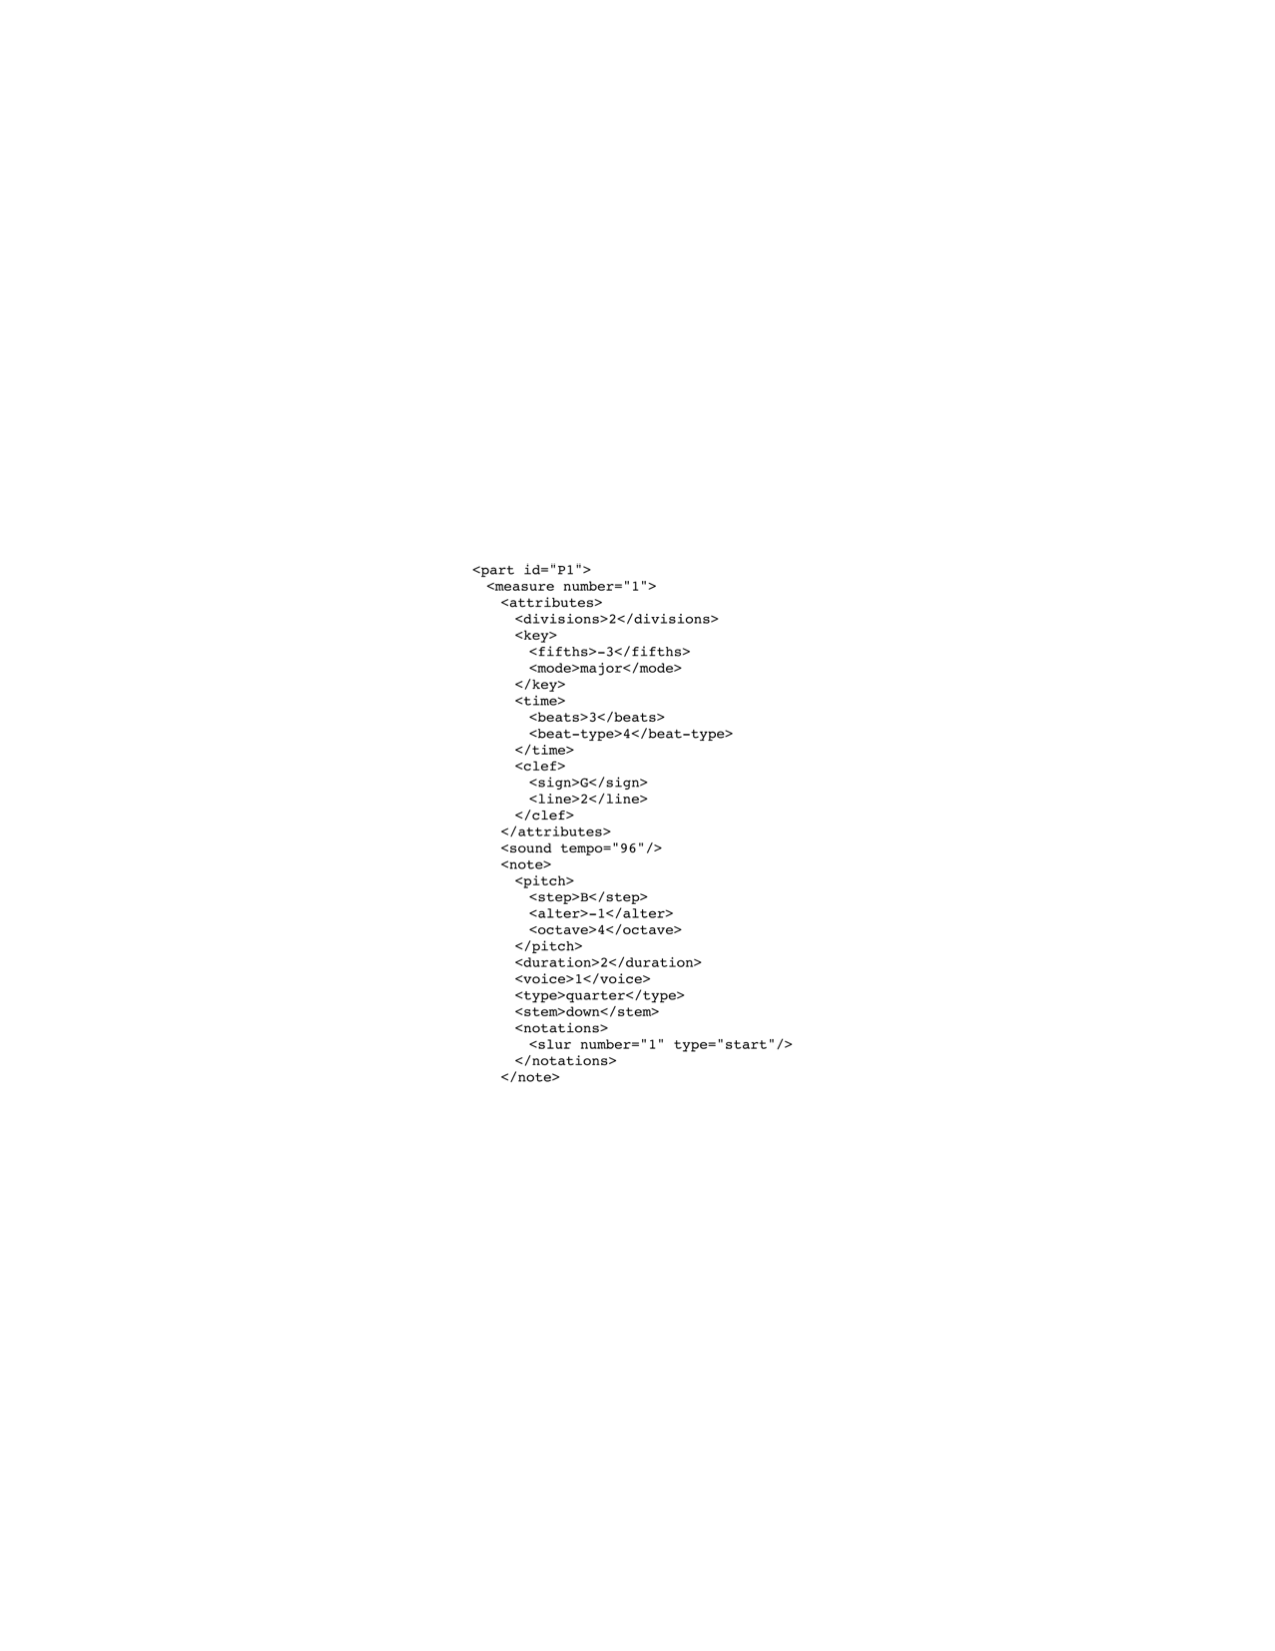 <part id="P1">
  <measure number="1">
    <attributes>
      <divisions>2</divisions>
      <key>
        <fifths>-3</fifths>
        <mode>major</mode>
      </key>
      <time>
        <beats>3</beats>
        <beat-type>4</beat-type>
      </time>
      <clef>
        <sign>G</sign>
        <line>2</line>
      </clef>
    </attributes>
    <sound tempo="96"/>
    <note>
      <pitch>
        <step>B</step>
        <alter>-1</alter>
        <octave>4</octave>
      </pitch>
      <duration>2</duration>
      <voice>1</voice>
      <type>quarter</type>
      <stem>down</stem>
      <notations>
        <slur number="1" type="start"/>
      </notations>
    </note>